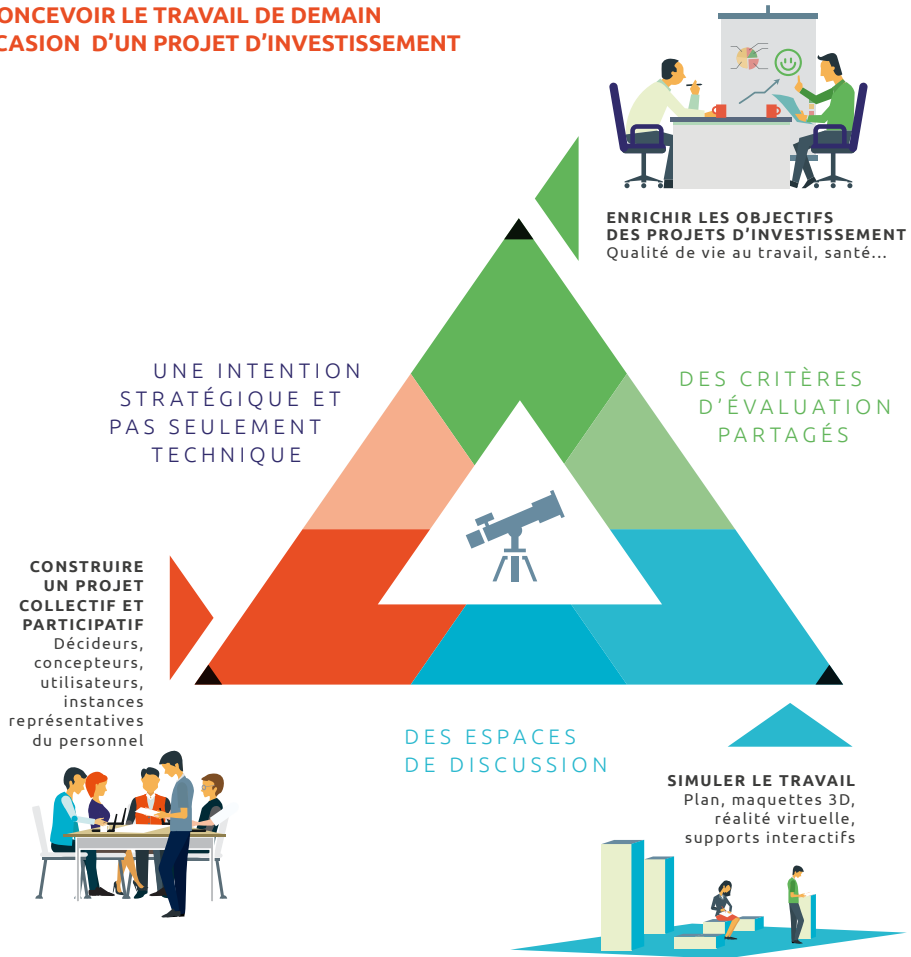 ONCEVOIR LE TRAVAIL DE DEMAIN
CASION D'UN PROJET D'INVESTISSEMENT
ENRICHIR LES OBJECTIFS
DES PROJETS D'INVESTISSEMENT
Qualité de vie au travail, santé...
UNE INTENTION
STRATÉGIQUE ET
PAS SEULEMENT
TECHNIQUE
DES CRITÈRES
D'ÉVALUATION
PARTAGÉS
CONSTRUIRE
UN PROJET
COLLECTIF ET
PARTICIPATIF
Décideurs,
concepteurs,
utilisateurs,
instances
représentatives
du personnel
DES ESPACES
DE DISCUSSION
SIMULER LE TRAVAIL
Plan, maquettes 3D,
réalité virtuelle,
supports interactifs